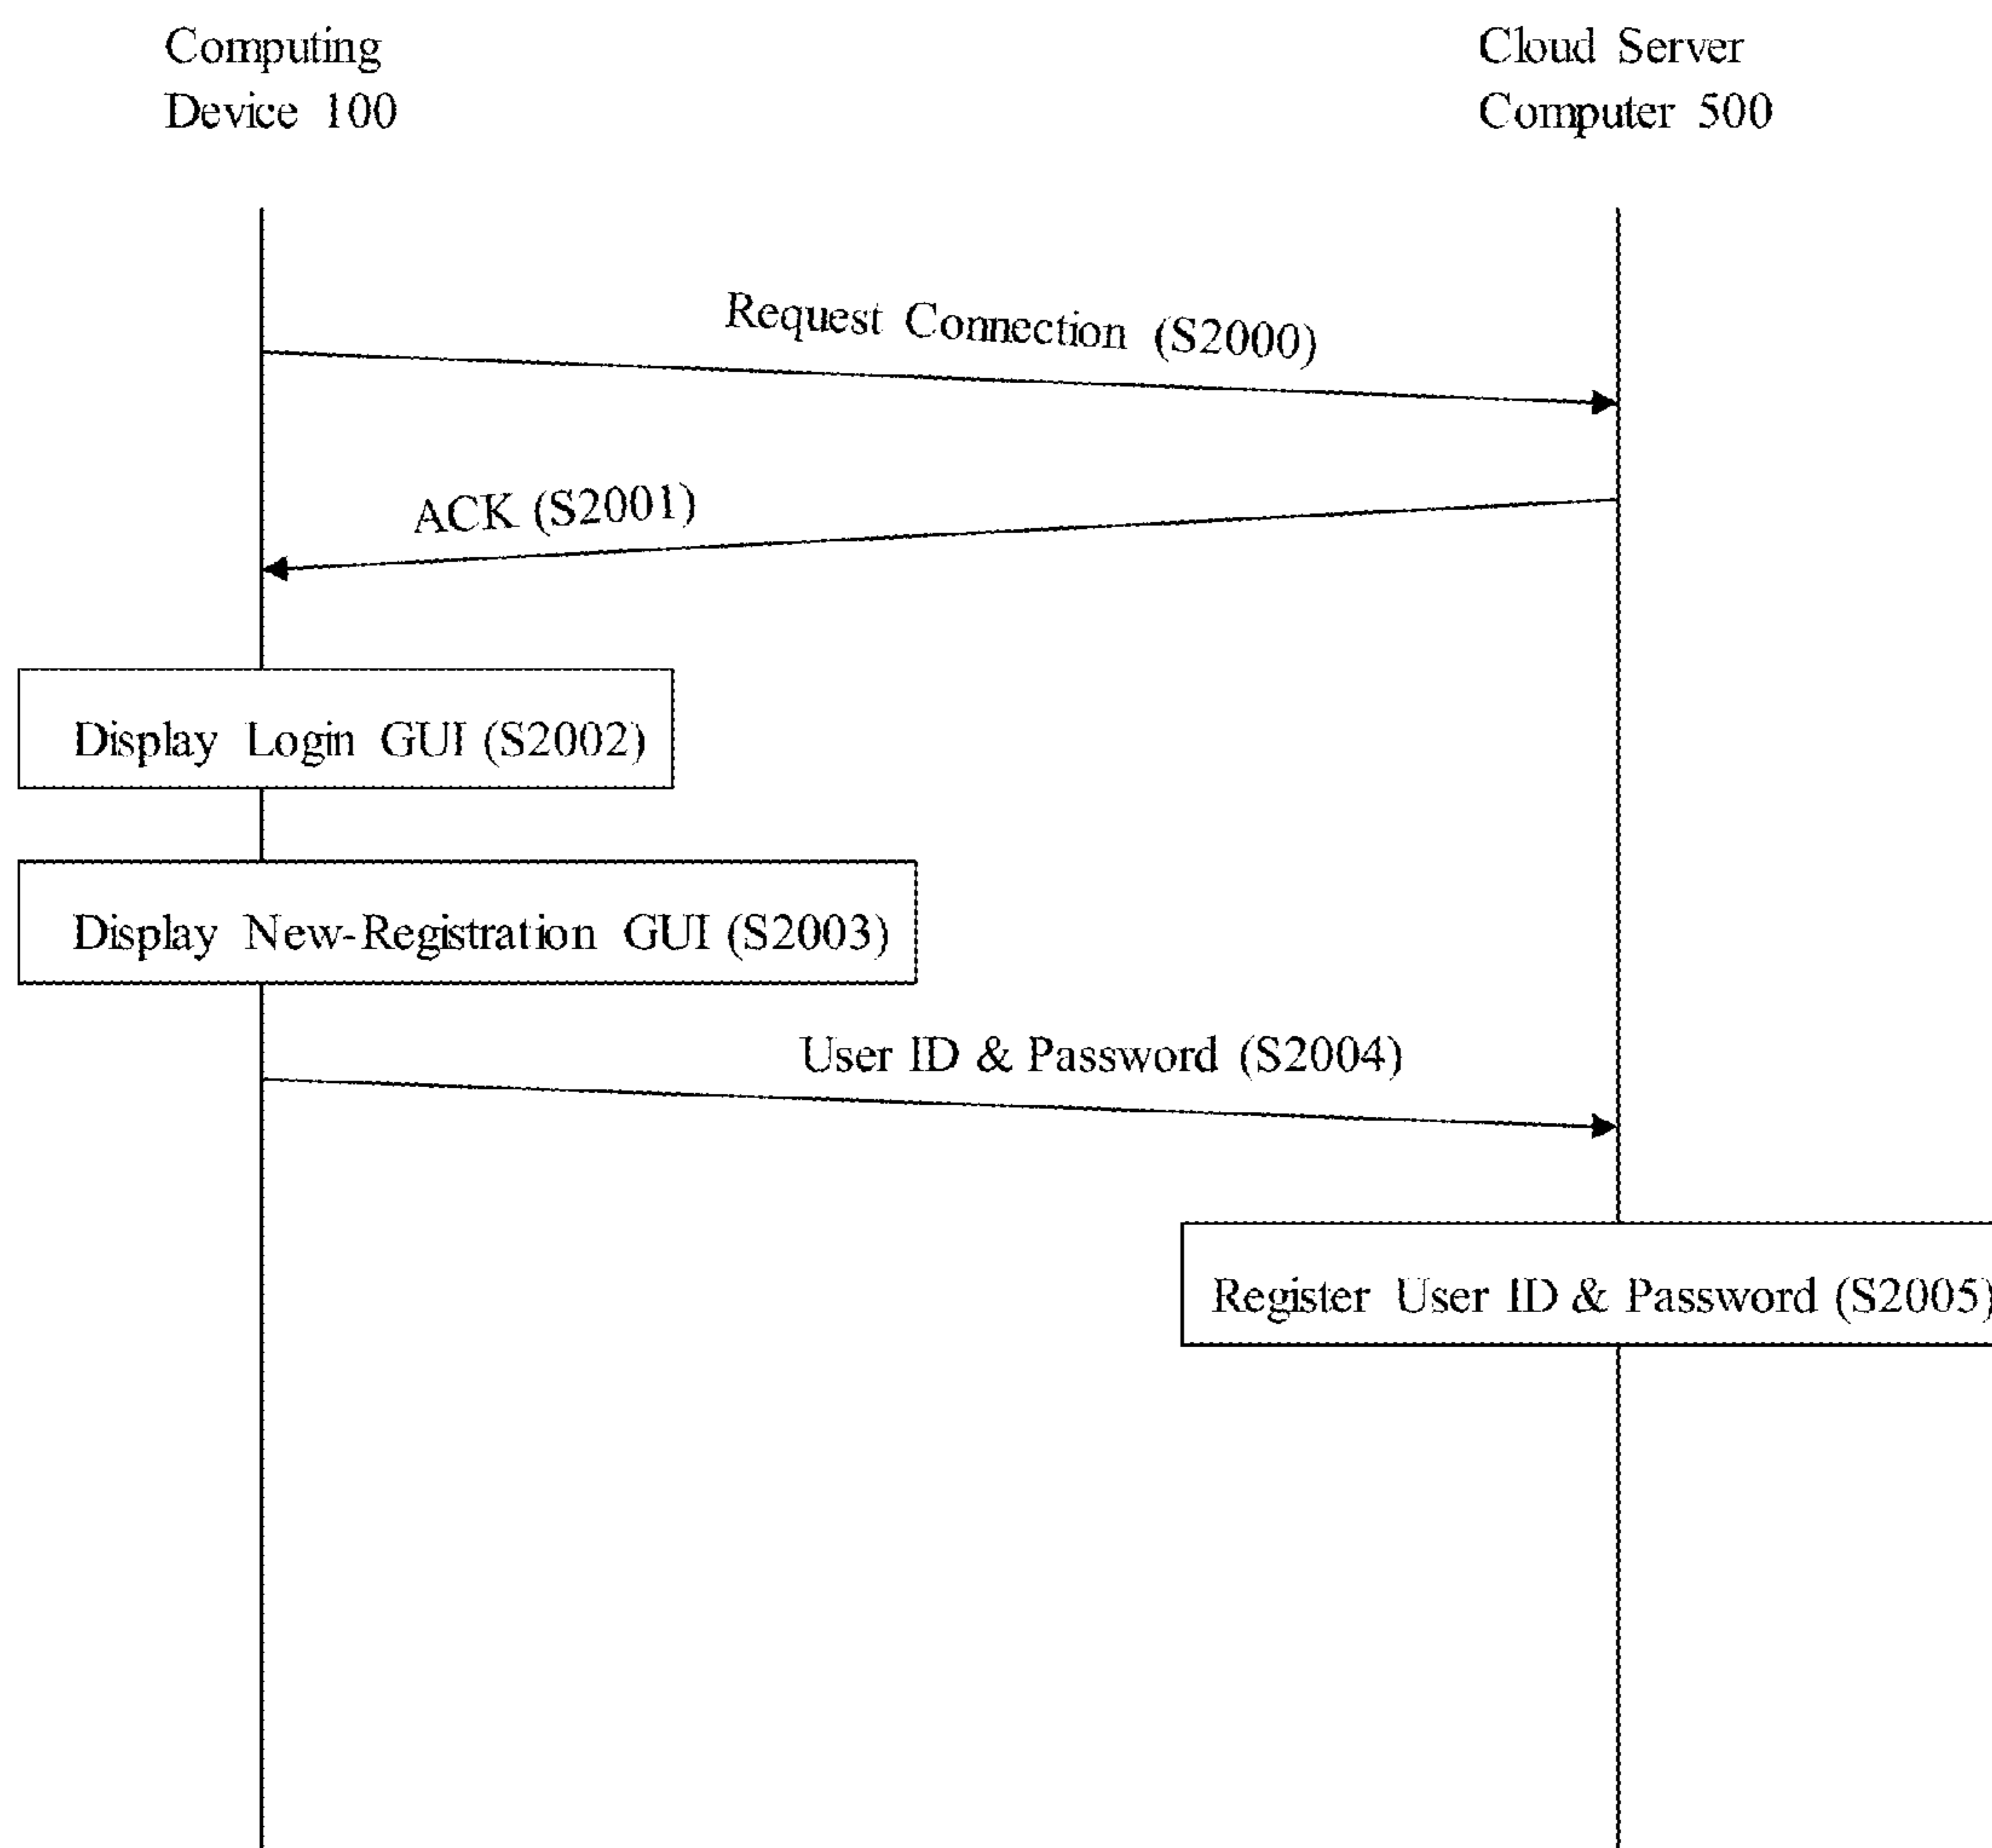 Computing
Device 100
Cloud Server
Computer 500
Request Connection (S2000)
ACK (S2001)
Display Login GUI (S2002)
Display New-Registration GUI (S2003)
User ID & Password (S2004)
Register User ID & Password (S2005)